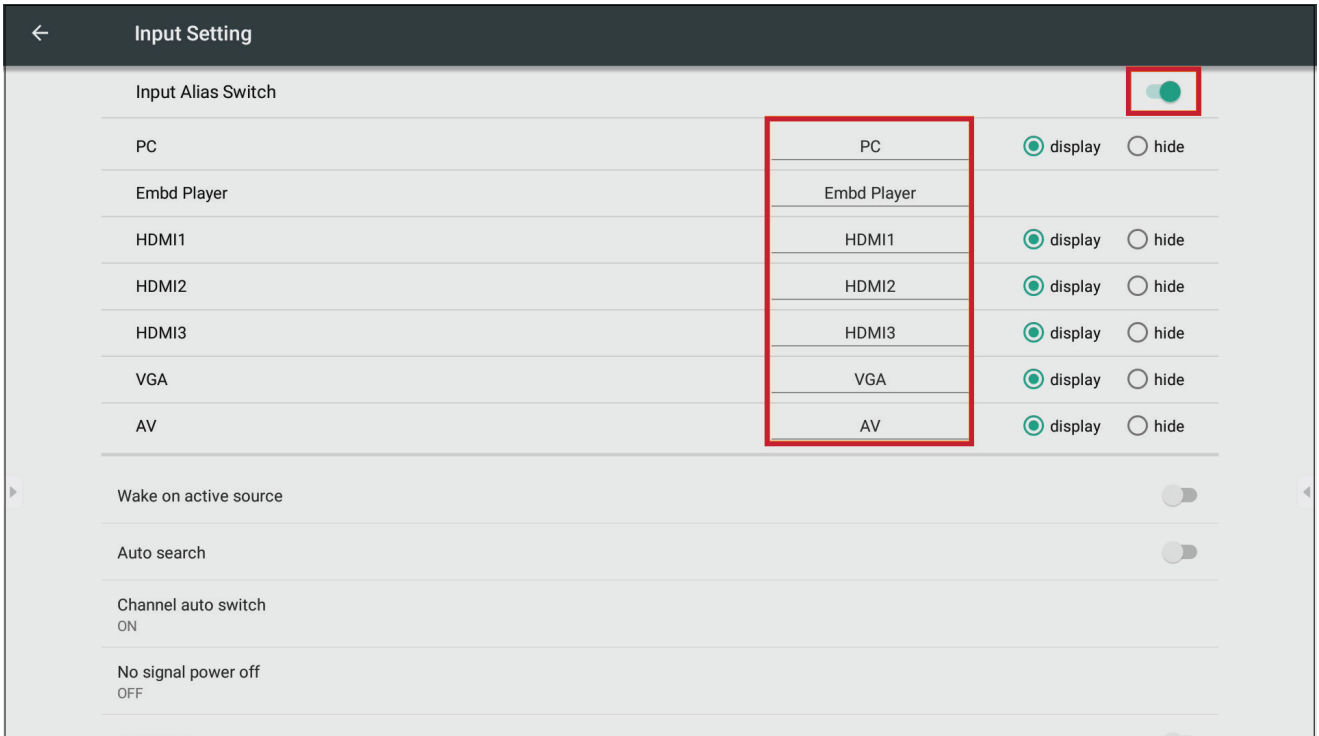 Input Setting
Input Alias Switch
PC PC display hide
Embd Player Embd Player
HDMI1 HDMI1 display hide
HDMI2 HDMI2 display hide
HDMI3 HDMI3 display hide
VGA VGA display hide
AV AV display hide
Wake on active source
Auto search
Channel auto switch
ON
No signal power off
OFF